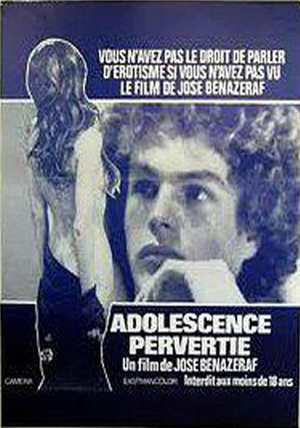 VOUS N'AVEZ PAS LE DROIT DE PARLER
D'EROTISME SI VOUS N'AVEZ PAS VU
LE FILM DE JOSE BENAZERAF
ADOLESCENCE
PERVERTIE
Un film de JOSE BENAZERAF
EASTMANCOLOR Interdit aux moins de 18 ans